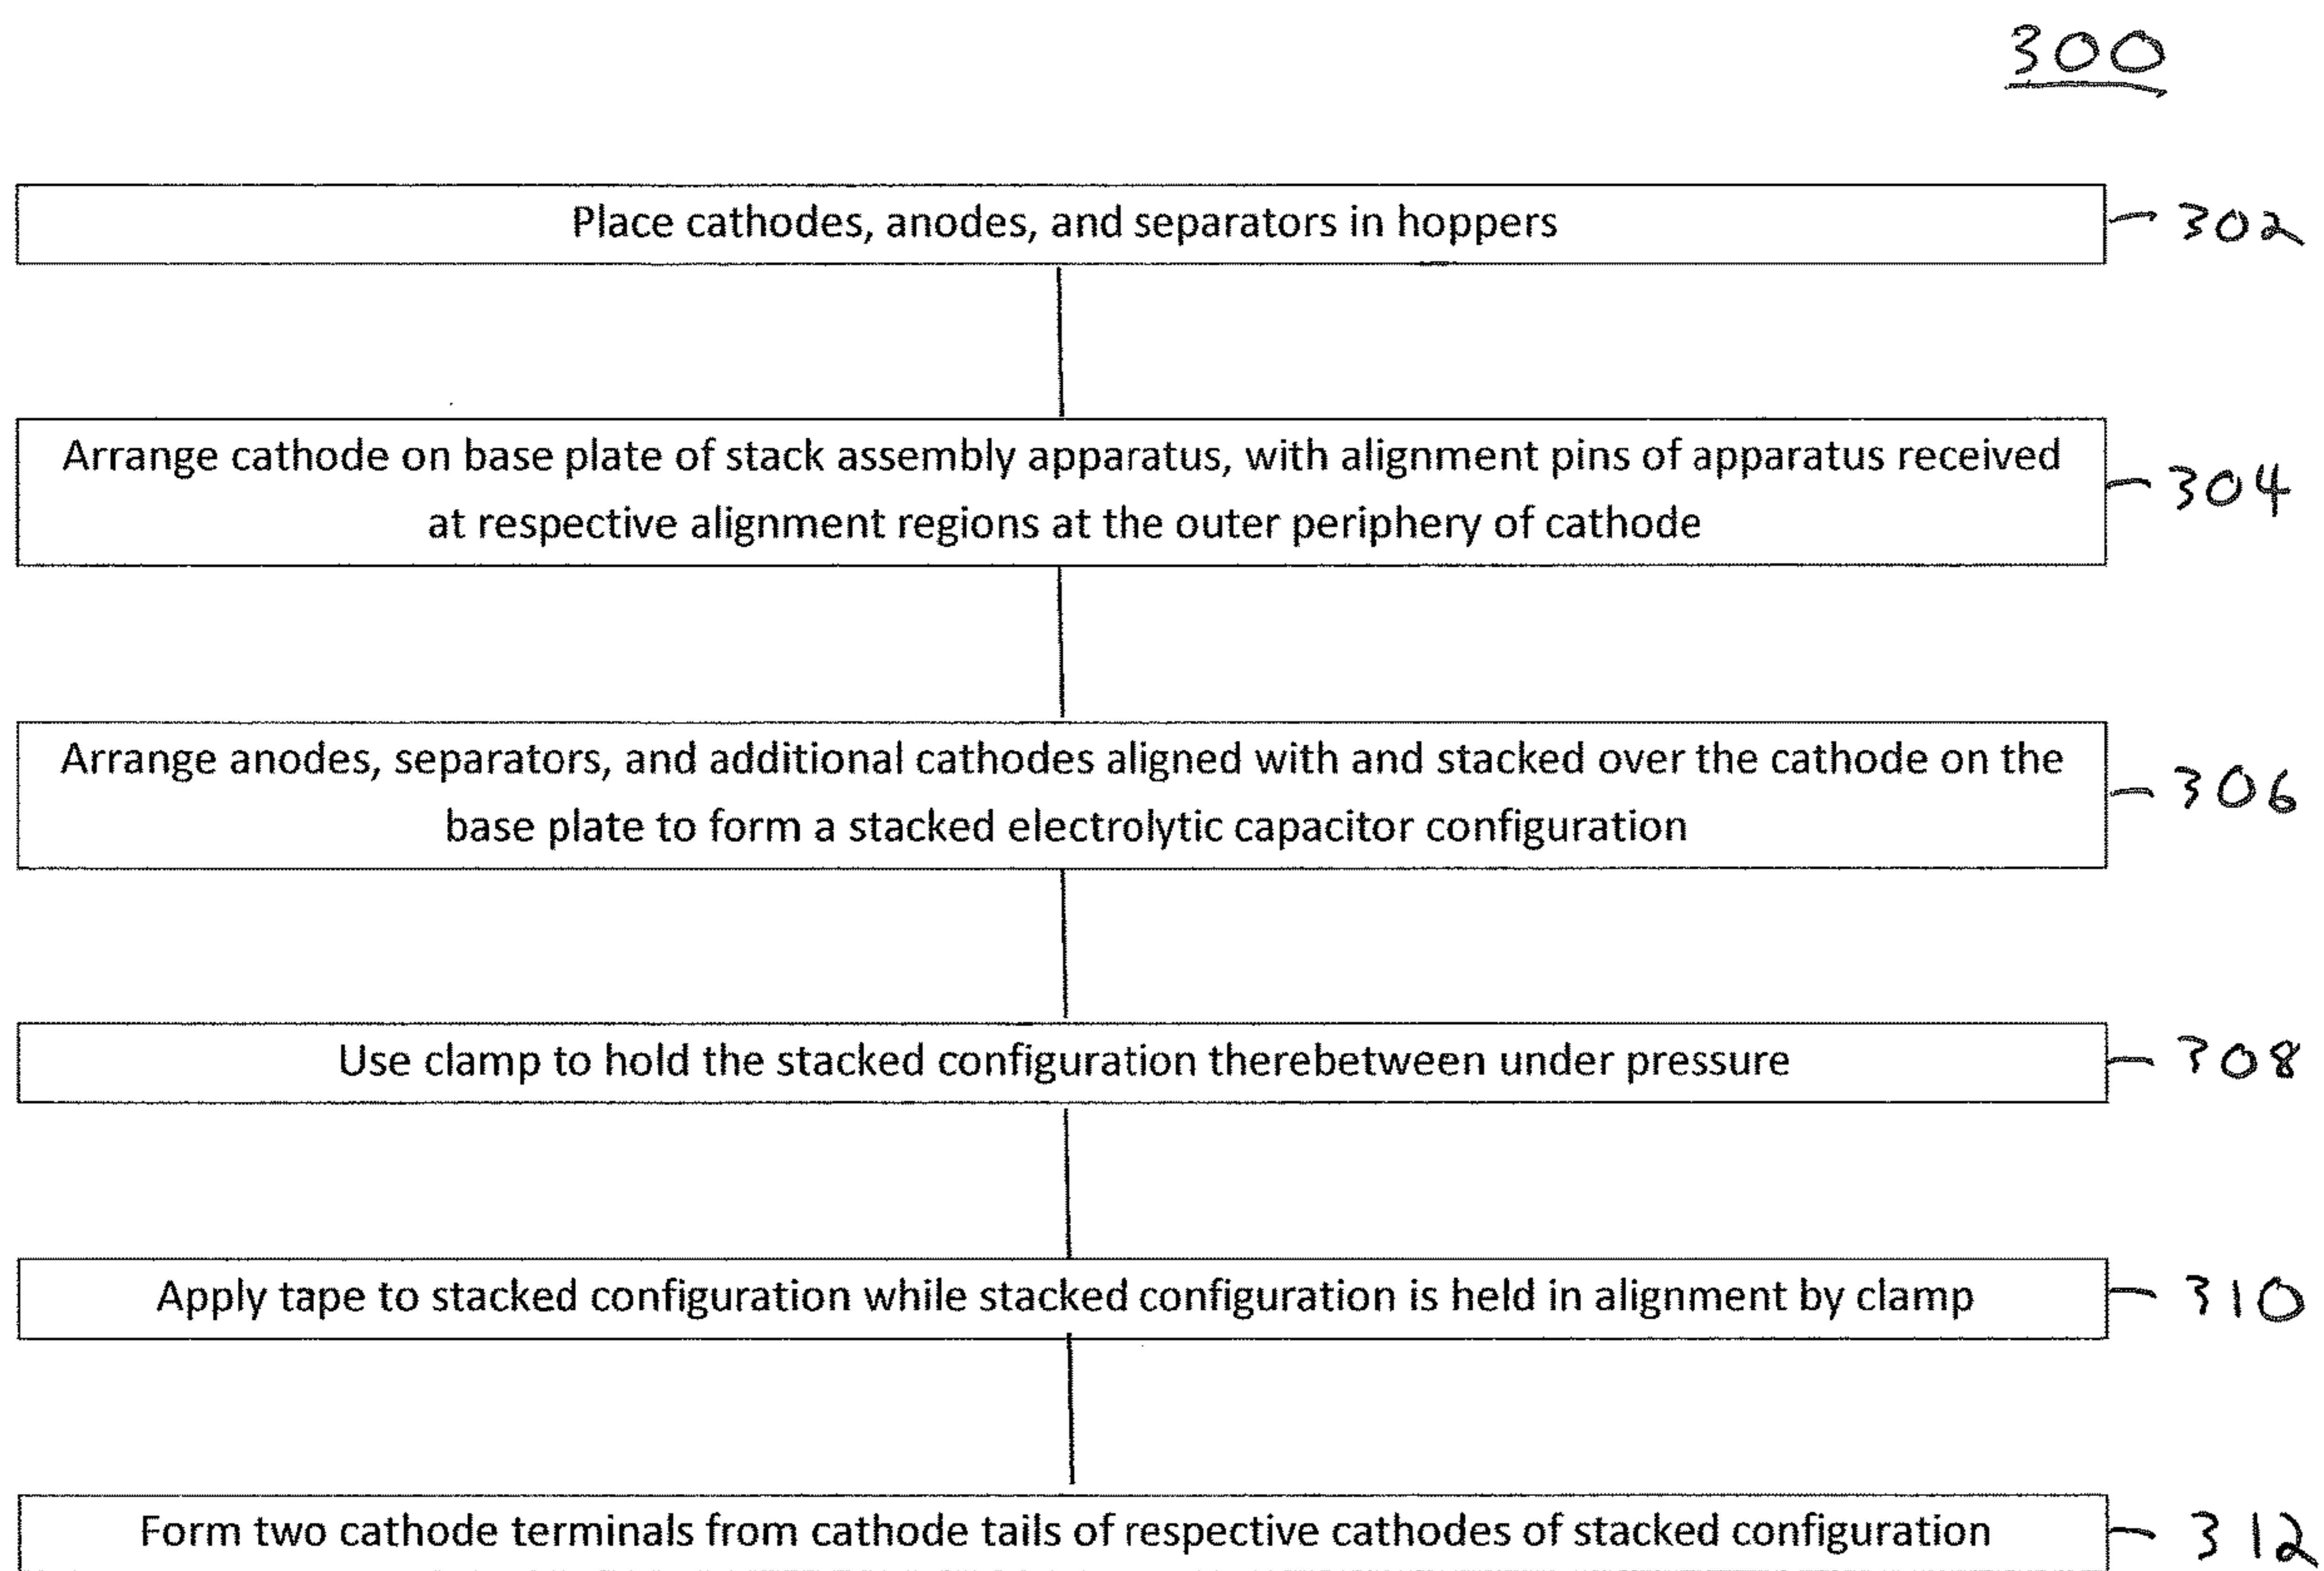 300
Place cathodes, anodes, and separators in hoppers
302
Arrange cathode on base plate of stack assembly apparatus, with alignment pins of apparatus received
at respective alignment regions at the outer periphery of cathode
304
Arrange anodes, separators, and additional cathodes aligned with and stacked over the cathode on the
base plate to form a stacked electrolytic capacitor configuration
306
Use clamp to hold the stacked configuration therebetween under pressure
308
Apply tape to stacked configuration while stacked configuration is held in alignment by clamp
310
Form two cathode terminals from cathode tails of respective cathodes of stacked configuration
312